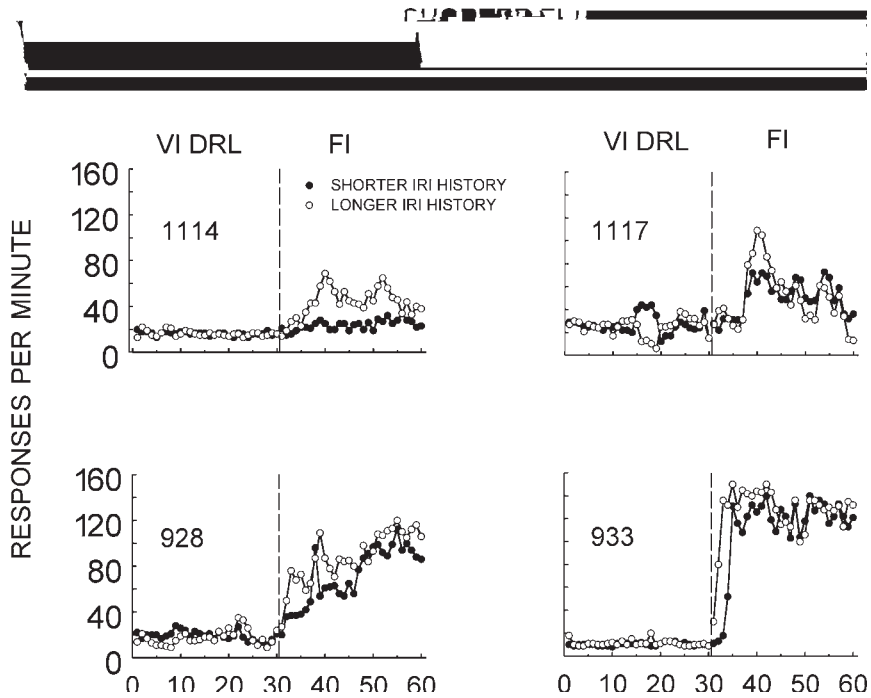 VI DRL FI VI DRL FI
160
120
80
40
0
1114
● SHORTER IRI HISTORY
○ LONGER IRI HISTORY
1117
RESPONSES PER MINUTE
160
120
80
40
0
928
933
0 10 20 30 40 50 60 0 10 20 30 40 50 60